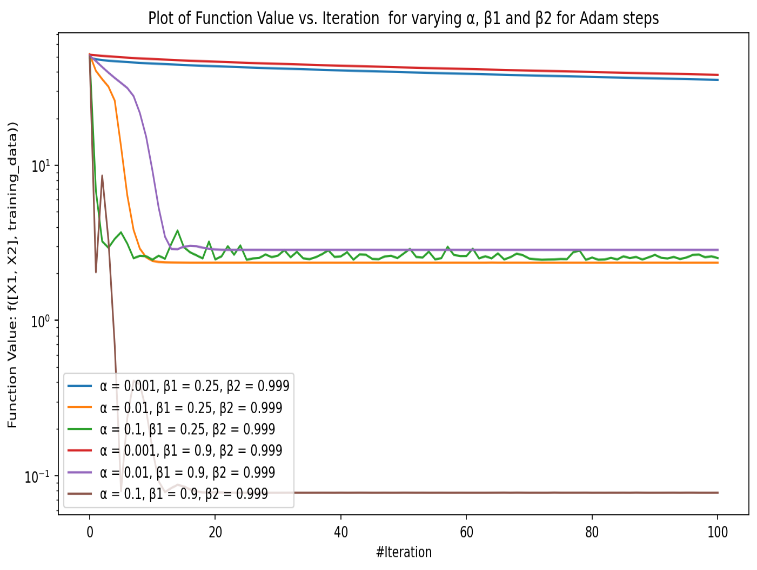 Plot of Function Value vs. Iteration  for varying α, β1 and β2 for Adam steps
Function Value: f([X1, X2], training_data))
10¹
10⁰
10⁻¹
α = 0.001, β1 = 0.25, β2 = 0.999
α = 0.01, β1 = 0.25, β2 = 0.999
α = 0.1, β1 = 0.25, β2 = 0.999
α = 0.001, β1 = 0.9, β2 = 0.999
α = 0.01, β1 = 0.9, β2 = 0.999
α = 0.1, β1 = 0.9, β2 = 0.999
0 20 40 60 80 100
#Iteration